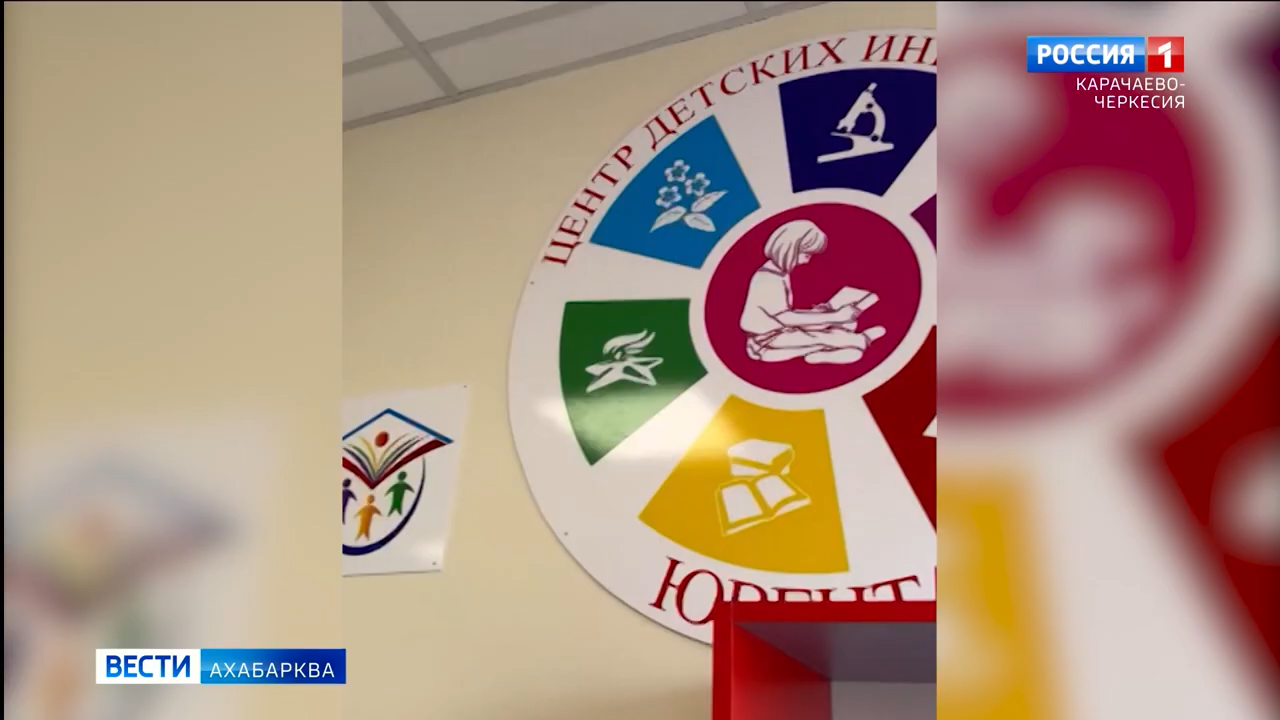 РОССИЯ 1
КАРАЧАЕВО-
ЧЕРКЕСИЯ
ЦЕНТР ДЕТСКИХ
ВЕСТИ АХАБАРКВА